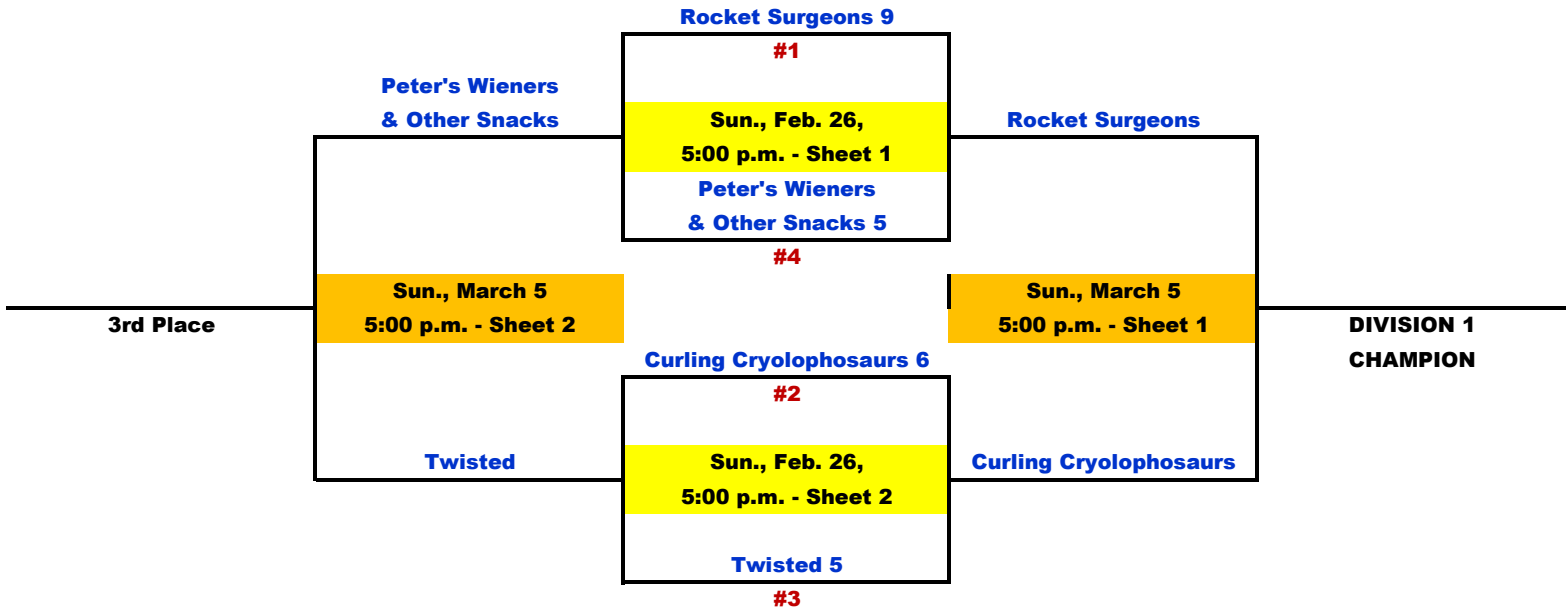 Rocket Surgeons 9
#1
Peter's Wieners
& Other Snacks
Sun., Feb. 26,
5:00 p.m. - Sheet 1
Rocket Surgeons
Peter's Wieners
& Other Snacks 5
#4
Sun., March 5
5:00 p.m. - Sheet 2
3rd Place
Sun., March 5
5:00 p.m. - Sheet 1
DIVISION 1
CHAMPION
Curling Cryolophosaurs 6
#2
Twisted
Sun., Feb. 26,
5:00 p.m. - Sheet 2
Curling Cryolophosaurs
Twisted 5
#3